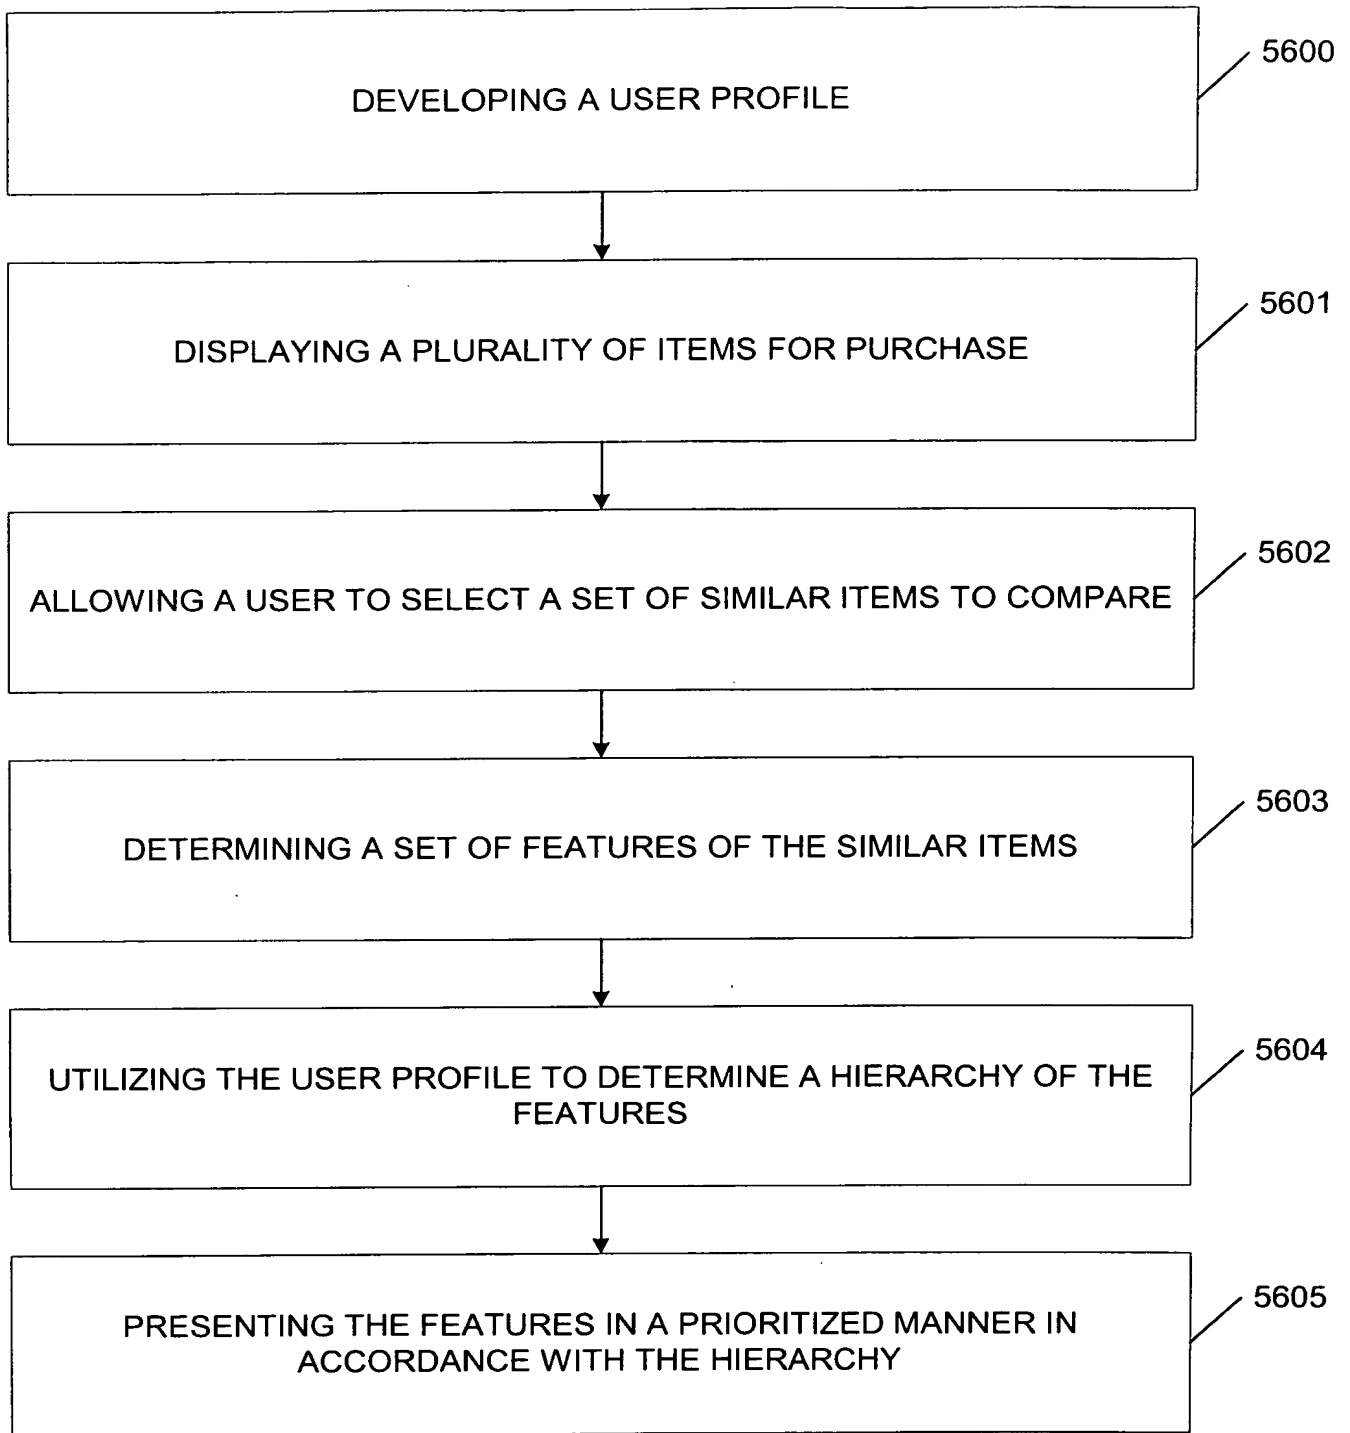 5600
DEVELOPING A USER PROFILE
5601
DISPLAYING A PLURALITY OF ITEMS FOR PURCHASE
5602
ALLOWING A USER TO SELECT A SET OF SIMILAR ITEMS TO COMPARE
5603
DETERMINING A SET OF FEATURES OF THE SIMILAR ITEMS
5604
UTILIZING THE USER PROFILE TO DETERMINE A HIERARCHY OF THE
FEATURES
5605
PRESENTING THE FEATURES IN A PRIORITIZED MANNER IN
ACCORDANCE WITH THE HIERARCHY